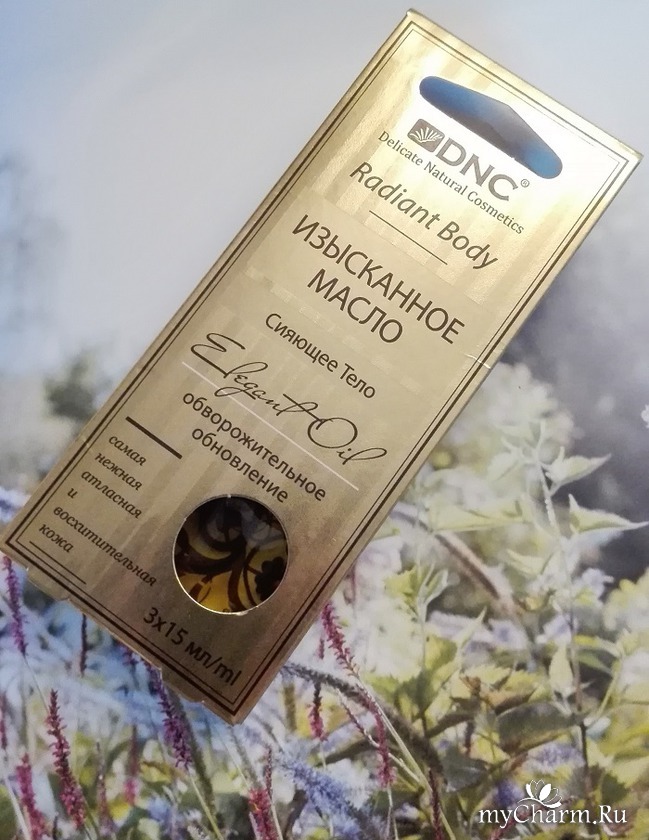 DNC®
Delicate Natural Cosmetics
Radiant Body
ИЗЫСКАННОЕ
МАСЛО
Сияющее Тело
Elegant Oil
обворожительное
обновление
самая
нежная
атласная
и
восхитительная
кожа
3x15 мл/ml
myCharm.Ru